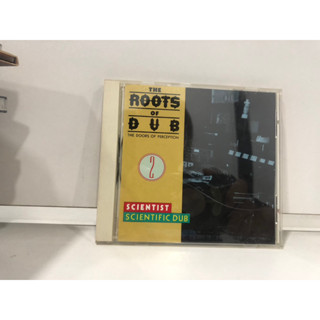 THE
ROOTS
OF
DUB
THE DOORS OF PERCEPTION
2
SCIENTIST
SCIENTIFIC DUB